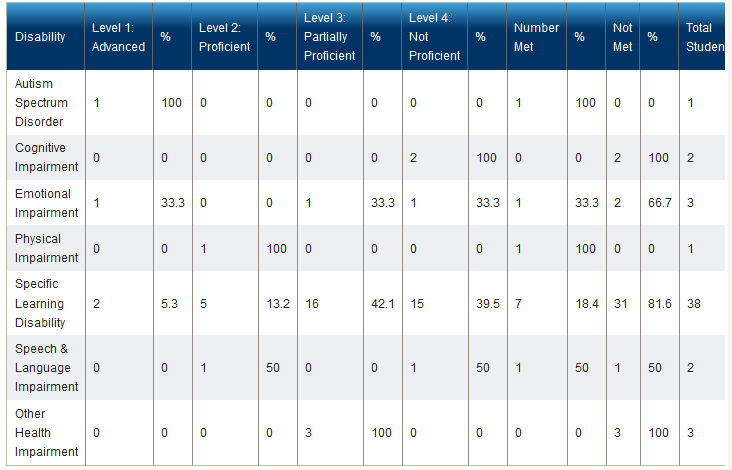 Disability | Level 1: Advanced | % | Level 2: Proficient | % | Level 3: Partially Proficient | % | Level 4: Not Proficient | % | Number Met | % | Not Met | % | Total Studen
Autism Spectrum Disorder | 1 | 100 | 0 | 0 | 0 | 0 | 0 | 0 | 1 | 100 | 0 | 0 | 1
Cognitive Impairment | 0 | 0 | 0 | 0 | 0 | 0 | 2 | 100 | 0 | 0 | 2 | 100 | 2
Emotional Impairment | 1 | 33.3 | 0 | 0 | 1 | 33.3 | 1 | 33.3 | 1 | 33.3 | 2 | 66.7 | 3
Physical Impairment | 0 | 0 | 1 | 100 | 0 | 0 | 0 | 0 | 1 | 100 | 0 | 0 | 1
Specific Learning Disability | 2 | 5.3 | 5 | 13.2 | 16 | 42.1 | 15 | 39.5 | 7 | 18.4 | 31 | 81.6 | 38
Speech & Language Impairment | 0 | 0 | 1 | 50 | 0 | 0 | 1 | 50 | 1 | 50 | 1 | 50 | 2
Other Health Impairment | 0 | 0 | 0 | 0 | 3 | 100 | 0 | 0 | 0 | 0 | 3 | 100 | 3